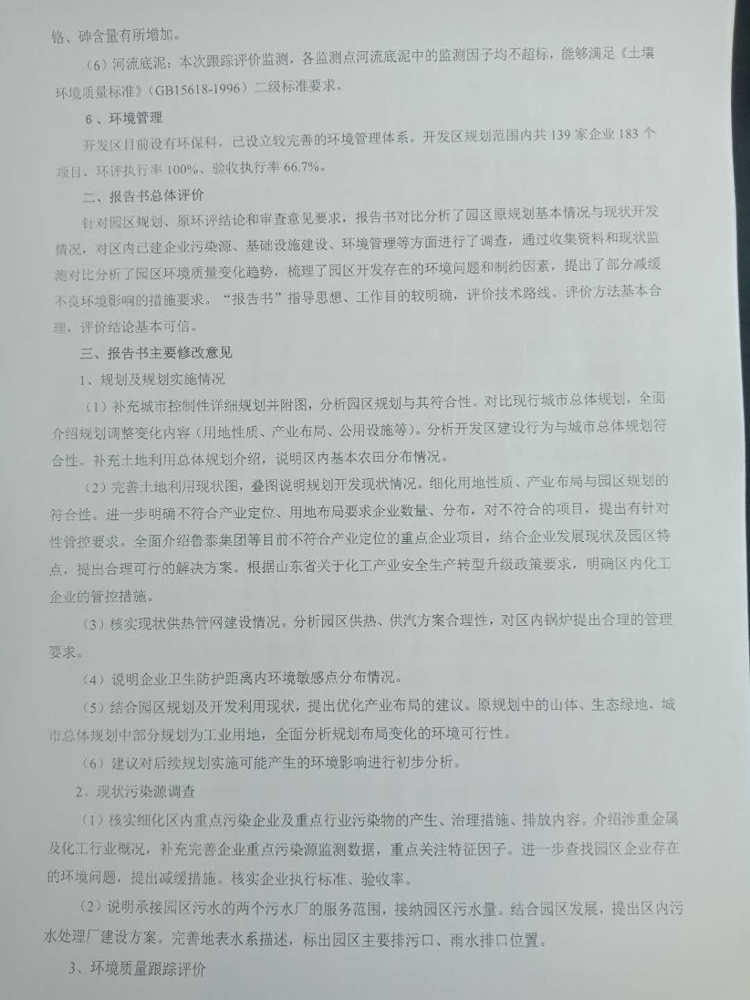 铬、砷含量有所增加。
（6）河流底泥：本次跟踪评价监测，各监测点河流底泥中的监测因子均不超标，能够满足《土壤
环境质量标准》（GB15618-1996）二级标准要求。
6、环境管理
开发区目前设有环保科，已设立较完善的环境管理体系。开发区规划范围内共 139 家企业 183 个
项目，环评执行率 100%、验收执行率 66.7%。
二、报告书总体评价
针对园区规划、原环评结论和审查意见要求，报告书对比分析了园区原规划基本情况与现状开发
情况，对区内已建企业污染源、基础设施建设、环境管理等方面进行了调查，通过收集资料和现状监
测对比分析了园区环境质量变化趋势，梳理了园区开发存在的环境问题和制约因素，提出了部分减缓
不良环境影响的措施要求。“报告书”指导思想、工作目的较明确，评价技术路线、评价方法基本合
理，评价结论基本可信。
三、报告书主要修改意见
1、规划及规划实施情况
（1）补充城市控制性详细规划并附图，分析园区规划与其符合性。对比现行城市总体规划，全面
介绍规划调整变化内容（用地性质、产业布局、公用设施等）。分析开发区建设行为与城市总体规划符
合性。补充土地利用总体规划介绍，说明区内基本农田分布情况。
（2）完善土地利用现状图，叠图说明规划开发现状情况。细化用地性质、产业布局与园区规划的
符合性。进一步明确不符合产业定位、用地布局要求企业数量、分布，对不符合的项目，提出有针对
性管控要求。全面介绍鲁泰集团等目前不符合产业定位的重点企业项目，结合企业发展现状及园区特
点，提出合理可行的解决方案。根据山东省关于化工产业安全生产转型升级政策要求，明确区内化工
企业的管控措施。
（3）核实现状供热管网建设情况。分析园区供热、供汽方案合理性，对区内锅炉提出合理的管理
要求。
（4）说明企业卫生防护距离内环境敏感点分布情况。
（5）结合园区规划及开发利用现状，提出优化产业布局的建议。原规划中的山体、生态绿地，城
市总体规划中部分规划为工业用地，全面分析规划布局变化的环境可行性。
（6）建议对后续规划实施可能产生的环境影响进行初步分析。
2、现状污染源调查
（1）核实细化区内重点污染企业及重点行业污染物的产生、治理措施、排放内容。介绍涉重金属
及化工行业概况，补充完善企业重点污染源监测数据，重点关注特征因子。进一步查找园区企业存在
的环境问题，提出减缓措施。核实企业执行标准、验收率。
（2）说明承接园区污水的两个污水厂的服务范围，接纳园区污水量。结合园区发展，提出区内污
水处理厂建设方案。完善地表水系描述，标出园区主要排污口、雨水排口位置。
3、环境质量跟踪评价